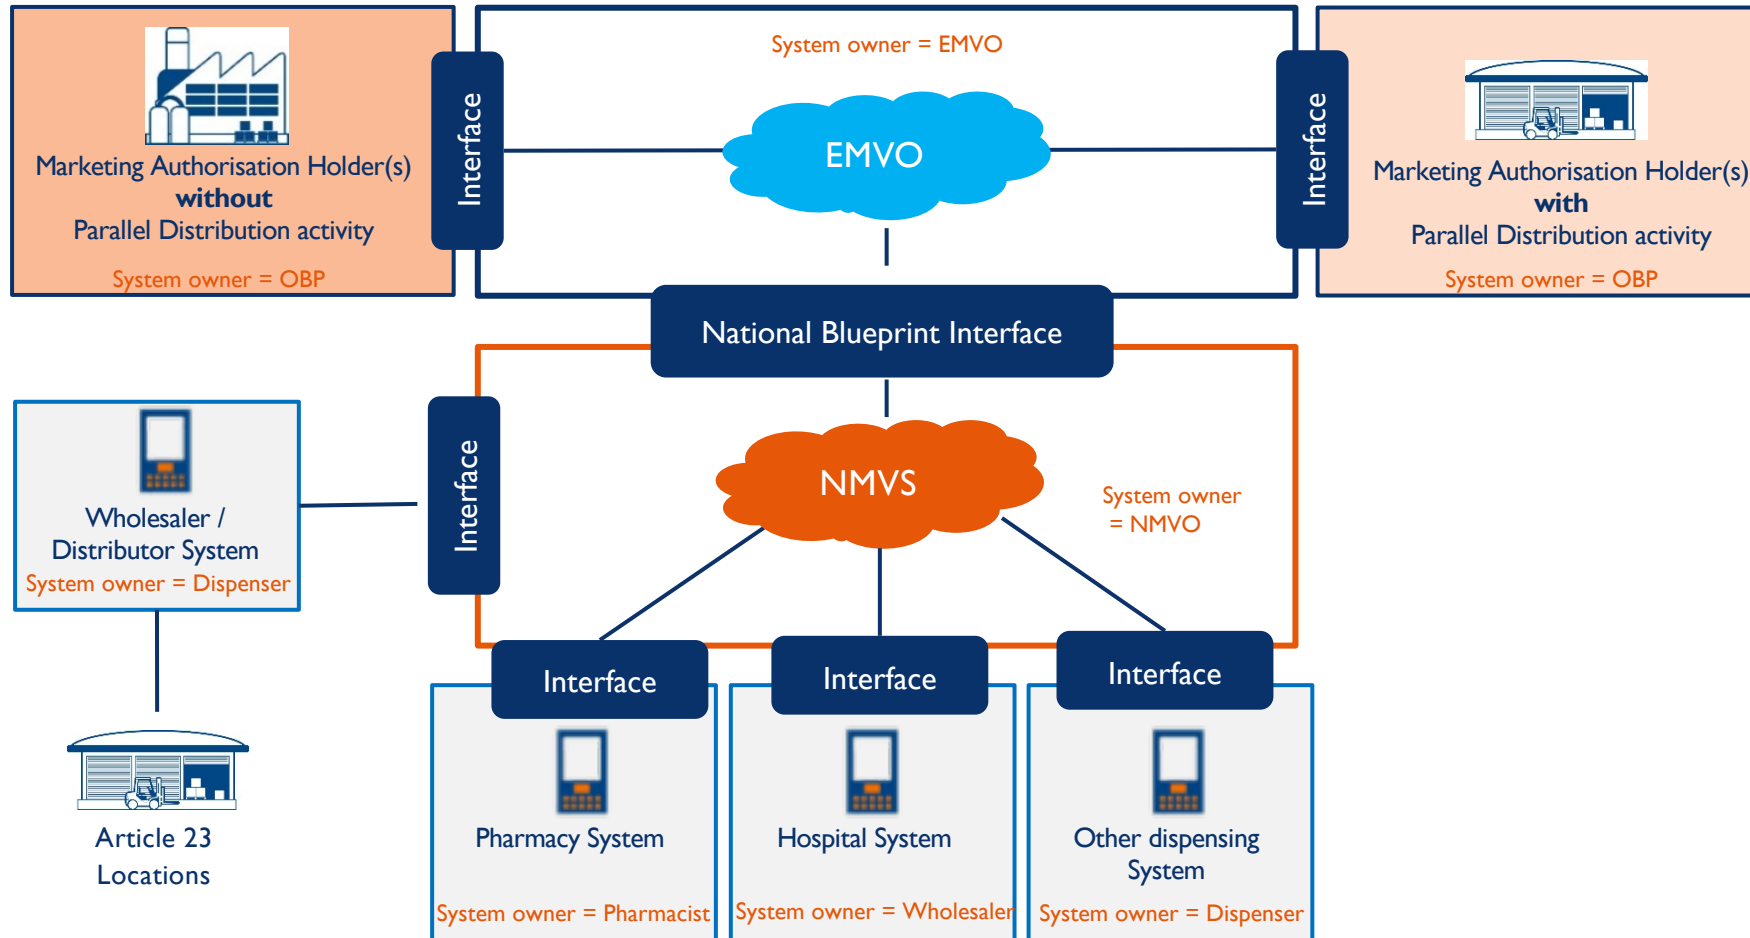 System owner = EMVO
Interface
EMVO
Interface
Marketing Authorisation Holder(s)
without
Parallel Distribution activity
System owner = OBP
Marketing Authorisation Holder(s)
with
Parallel Distribution activity
System owner = OBP
National Blueprint Interface
Interface
NMVS
System owner
= NMVO
Wholesaler /
Distributor System
System owner = Dispenser
Interface
Interface
Interface
Article 23
Locations
Pharmacy System
System owner = Pharmacist
Hospital System
System owner = Wholesaler
Other dispensing
System
System owner = Dispenser